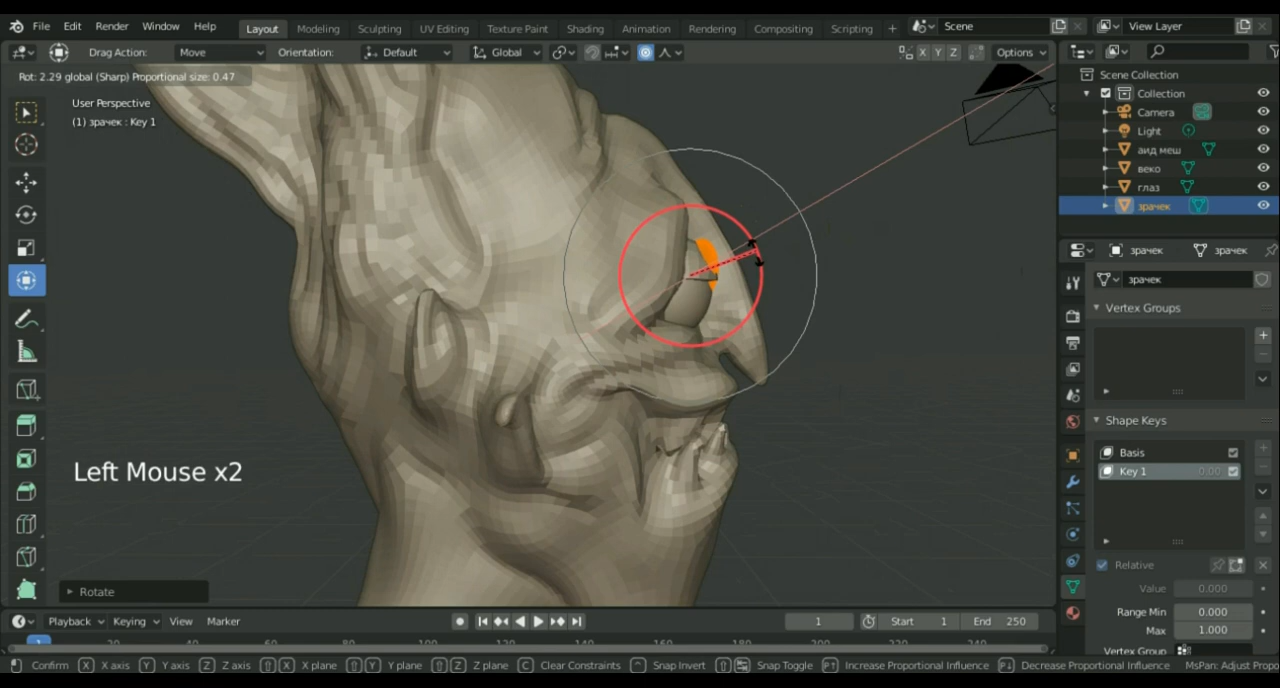 File Edit Render Window Help Layout Modeling Sculpting UV Editing Texture Paint Shading Animation Rendering Compositing Scripting + Scene View Layer
Drag Action: Move Orientation: Default Global X Y Z Options
Rot: 2.29 global (Sharp) Proportional size: 0.47
User Perspective
(1) зрачек : Key 1
Scene Collection
Collection
Camera
Light
аид меш
веко
глаз
зрачек
зрачек зрачек
зрачек
Vertex Groups
Shape Keys
Basis
Key 1 0.00
Relative
Value 0.000
Range Min 0.000
Max 1.000
Vertex Group
Left Mouse x2
Rotate
Playback Keying View Marker 1 Start 1 End 250
1 20 40 60 80 100 120 140 160 180 200 220 240
Confirm X X axis Y Y axis Z Z axis X X plane Y Y plane Z Z plane C Clear Constraints Snap Invert Snap Toggle Increase Proportional Influence Decrease Proportional Influence MsPan: Adjust Propo